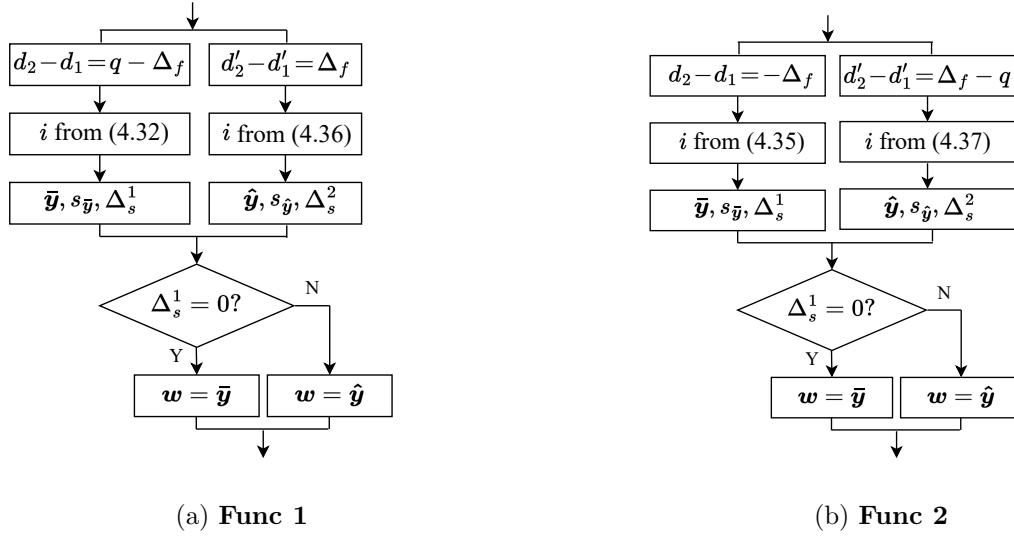 d₂−d₁=q − Δ_f
d′₂−d′₁=Δ_f
i from (4.32)
i from (4.36)
ȳ, s_ȳ, Δ¹_s
ŷ, s_ŷ, Δ²_s
Δ¹_s = 0?
N
Y
w = ȳ
w = ŷ
(a) Func 1
d₂−d₁=−Δ_f
d′₂−d′₁=Δ_f − q
i from (4.35)
i from (4.37)
ȳ, s_ȳ, Δ¹_s
ŷ, s_ŷ, Δ²_s
Δ¹_s = 0?
N
Y
w = ȳ
w = ŷ
(b) Func 2